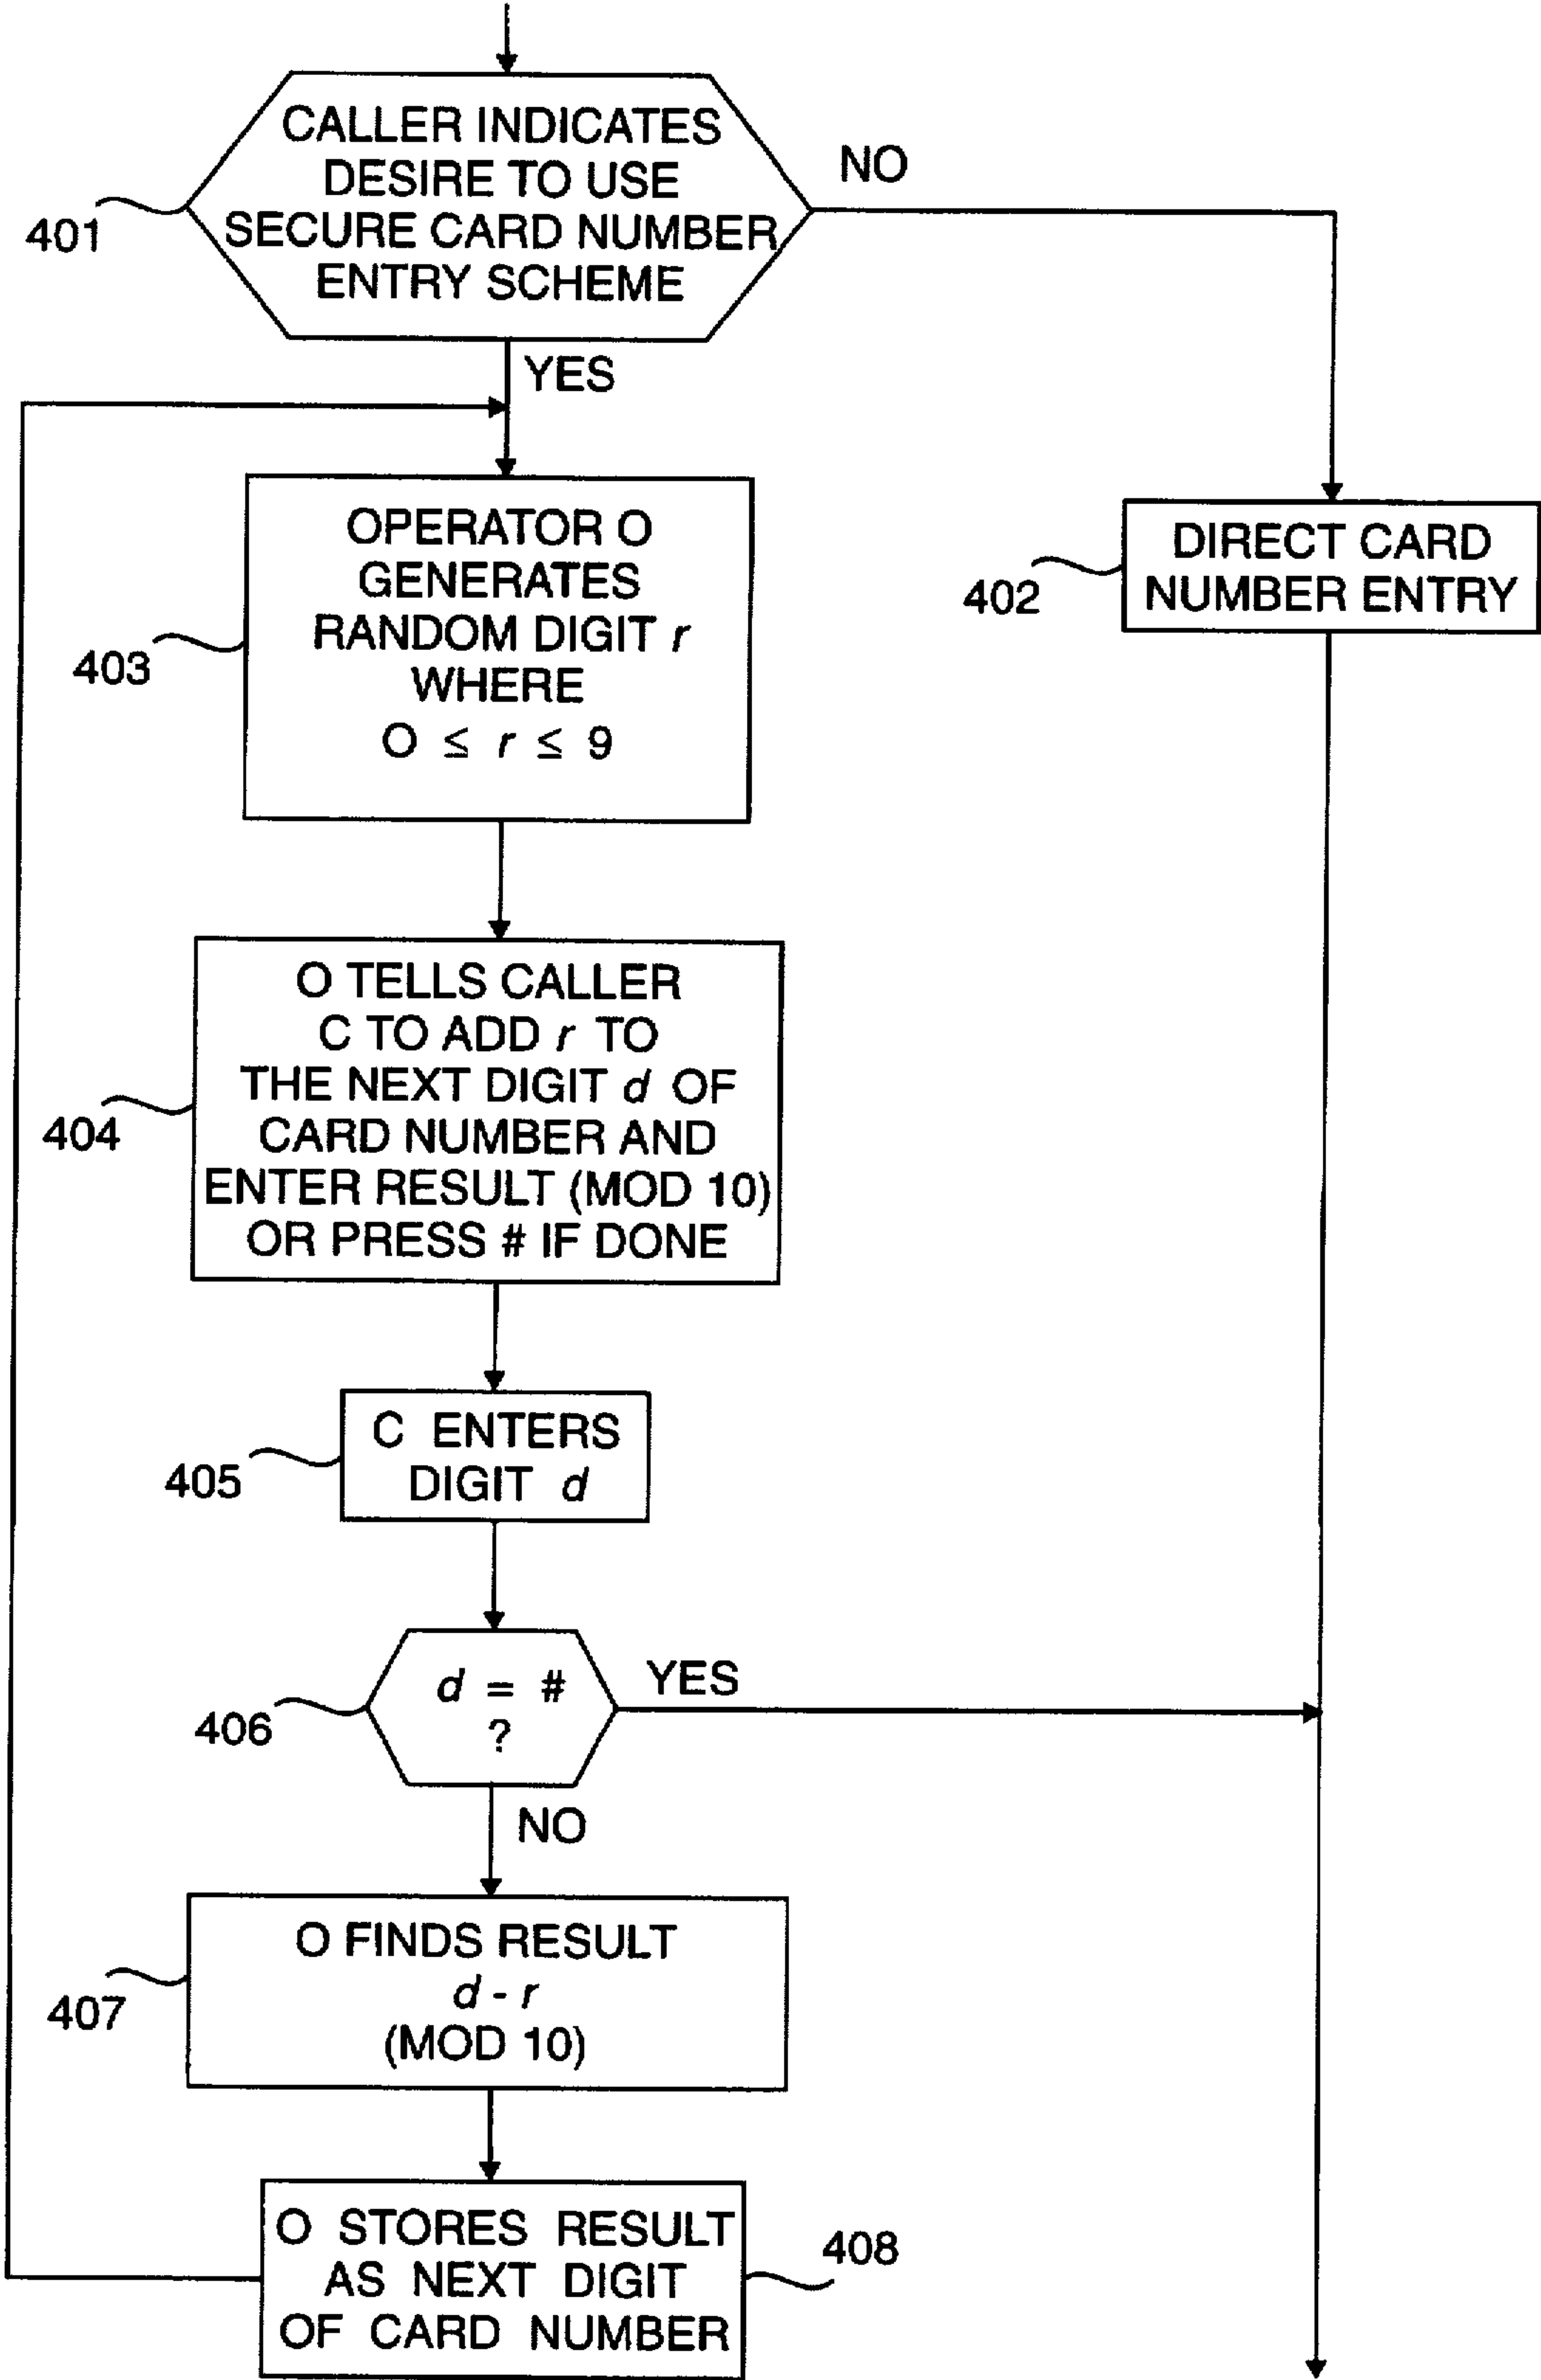 CALLER INDICATES
DESIRE TO USE
SECURE CARD NUMBER
ENTRY SCHEME
NO
401
YES
OPERATOR O
GENERATES
RANDOM DIGIT r
WHERE
O ≤ r ≤ 9
403
DIRECT CARD
NUMBER ENTRY
402
O TELLS CALLER
C TO ADD r TO
THE NEXT DIGIT d OF
CARD NUMBER AND
ENTER RESULT (MOD 10)
OR PRESS # IF DONE
404
C ENTERS
DIGIT d
405
d = #
?
YES
406
NO
O FINDS RESULT
d - r
(MOD 10)
407
O STORES RESULT
AS NEXT DIGIT
OF CARD NUMBER
408